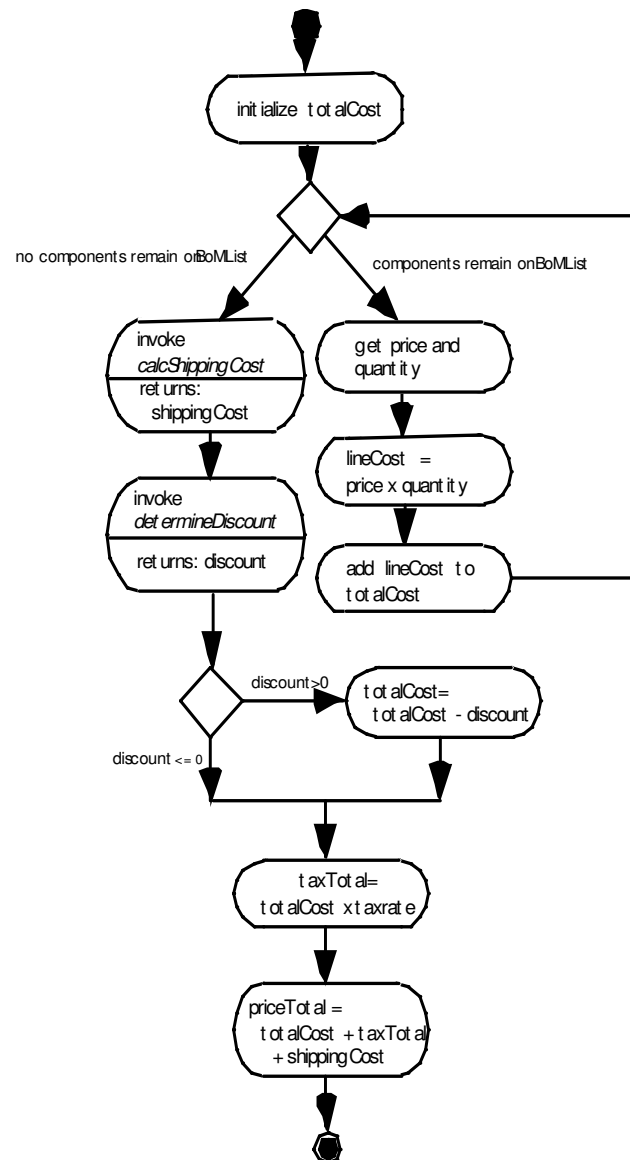 initialize totalCost
no components remain onBoMList
components remain onBoMList
invoke
calcShippingCost
returns:
shippingCost
get price and
quantity
lineCost =
price x quantity
invoke
determineDiscount
returns: discount
add lineCost to
totalCost
discount>0
totalCost=
totalCost - discount
discount <= 0
taxTotal=
totalCost x taxrate
priceTotal =
totalCost + taxTotal
+ shippingCost